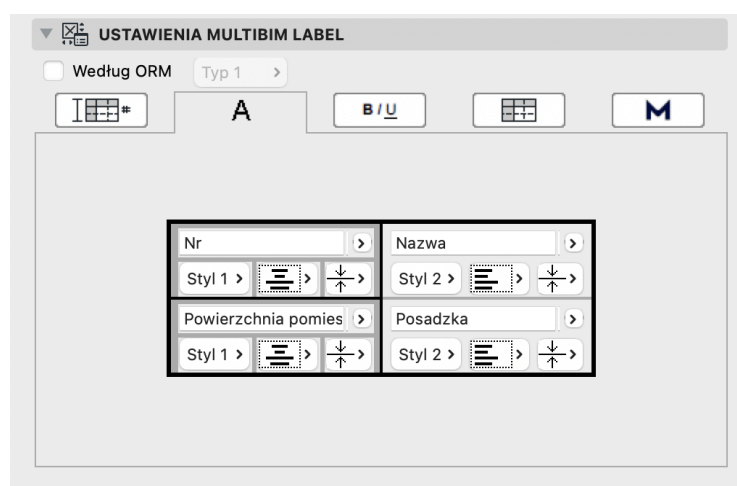 USTAWIENIA MULTIBIM LABEL
Według ORM Typ 1
# A B / U M
Nr Nazwa
Styl 1 Styl 2
Powierzchnia pomies Posadzka
Styl 1 Styl 2